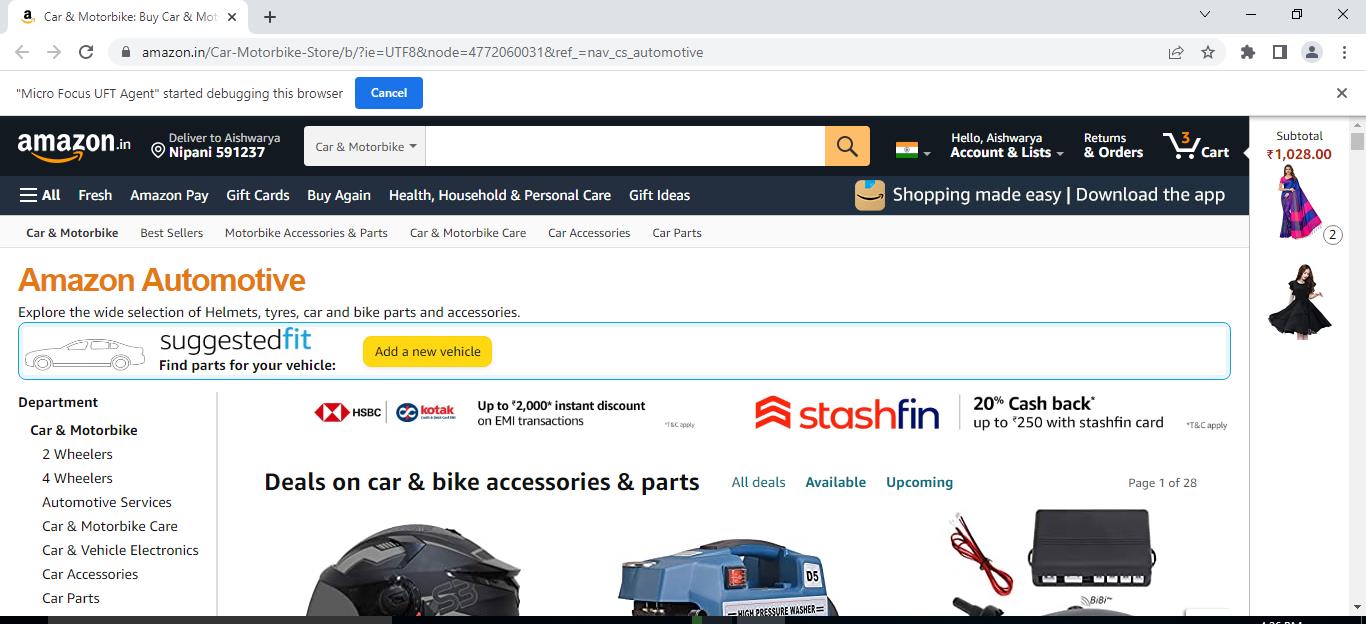 Car & Motorbike: Buy Car & Mot
amazon.in/Car-Motorbike-Store/b/?ie=UTF8&node=4772060031&ref_=nav_cs_automotive
"Micro Focus UFT Agent" started debugging this browser
Cancel
amazon.in
Deliver to Aishwarya
Nipani 591237
Car & Motorbike
Hello, Aishwarya
Account & Lists
Returns
& Orders
3
Cart
Subtotal
₹1,028.00
2
All
Fresh
Amazon Pay
Gift Cards
Buy Again
Health, Household & Personal Care
Gift Ideas
Shopping made easy | Download the app
Car & Motorbike
Best Sellers
Motorbike Accessories & Parts
Car & Motorbike Care
Car Accessories
Car Parts
Amazon Automotive
Explore the wide selection of Helmets, tyres, car and bike parts and accessories.
suggestedfit
Find parts for your vehicle:
Add a new vehicle
Department
Car & Motorbike
2 Wheelers
4 Wheelers
Automotive Services
Car & Motorbike Care
Car & Vehicle Electronics
Car Accessories
Car Parts
HSBC
kotak
Up to ₹2,000* instant discount
on EMI transactions
*T&C apply
stashfin
20% Cash back*
up to ₹250 with stashfin card
*T&C apply
Deals on car & bike accessories & parts
All deals
Available
Upcoming
Page 1 of 28
D5
HIGH PRESSURE WASHER
BiBi™